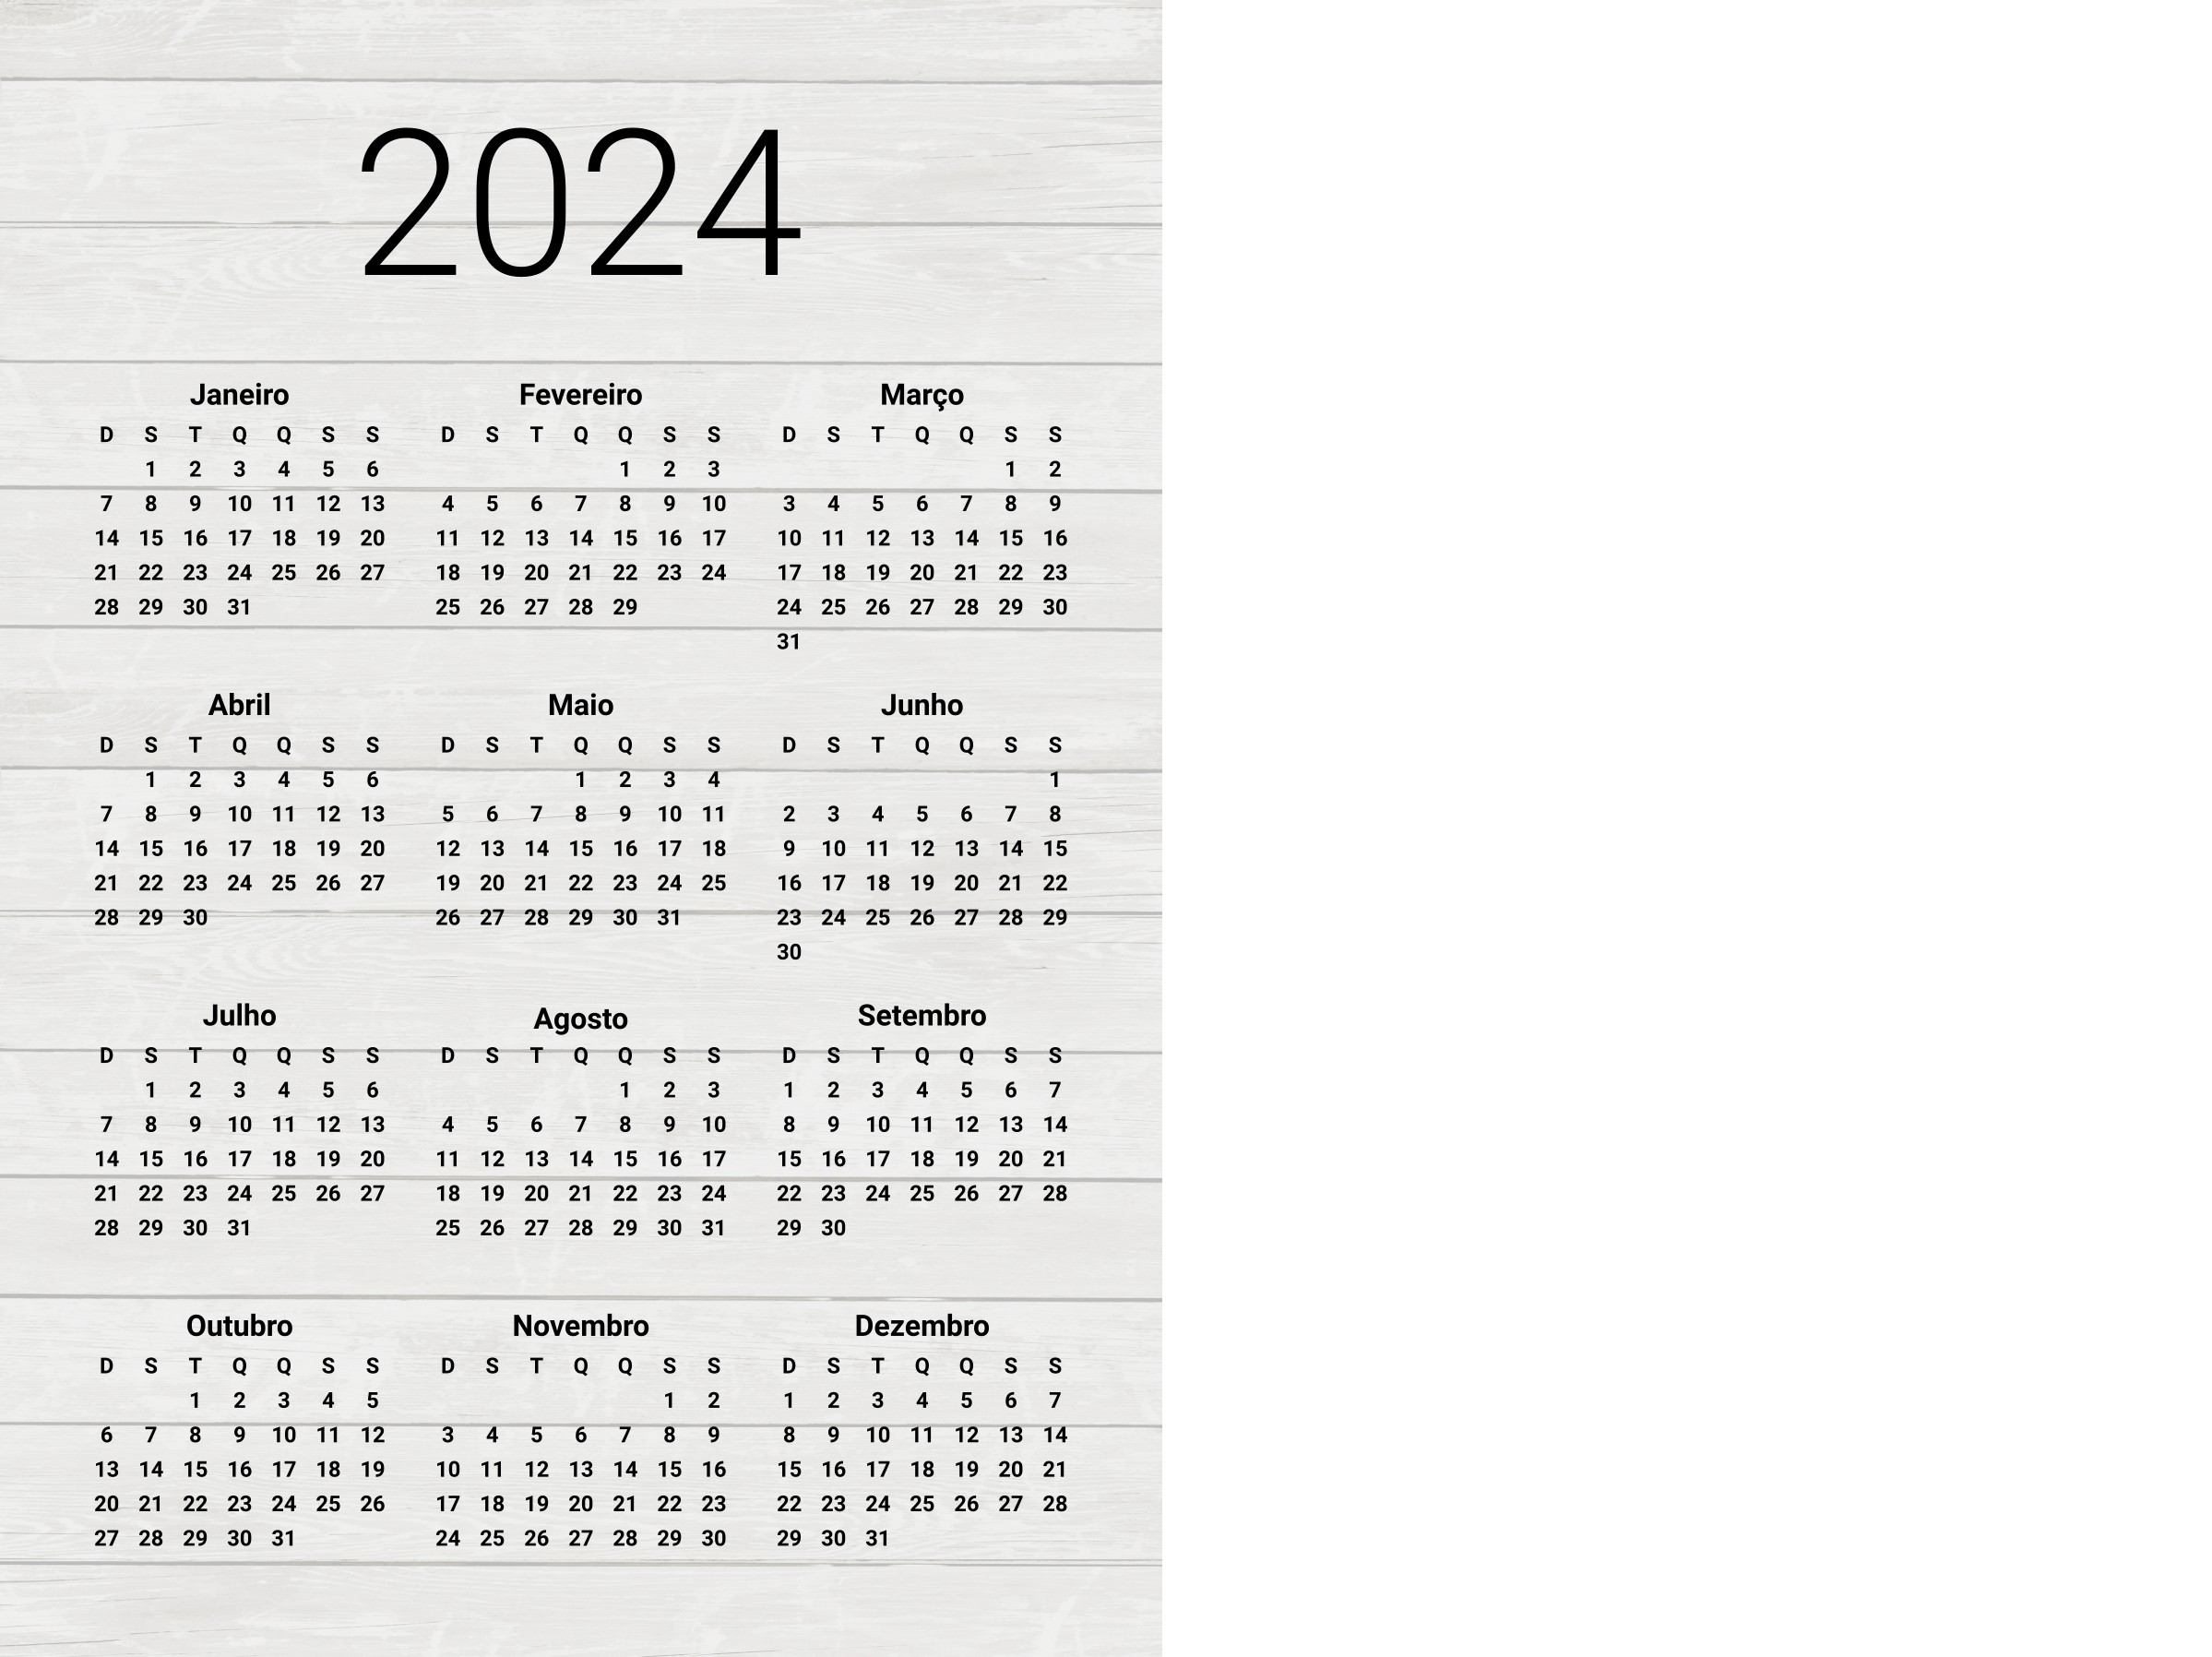 2024
Janeiro
D S T Q Q S S
1 2 3 4 5 6
7 8 9 10 11 12 13
14 15 16 17 18 19 20
21 22 23 24 25 26 27
28 29 30 31
Fevereiro
D S T Q Q S S
1 2 3
4 5 6 7 8 9 10
11 12 13 14 15 16 17
18 19 20 21 22 23 24
25 26 27 28 29
Março
D S T Q Q S S
1 2
3 4 5 6 7 8 9
10 11 12 13 14 15 16
17 18 19 20 21 22 23
24 25 26 27 28 29 30
31
Abril
D S T Q Q S S
1 2 3 4 5 6
7 8 9 10 11 12 13
14 15 16 17 18 19 20
21 22 23 24 25 26 27
28 29 30
Maio
D S T Q Q S S
1 2 3 4
5 6 7 8 9 10 11
12 13 14 15 16 17 18
19 20 21 22 23 24 25
26 27 28 29 30 31
Junho
D S T Q Q S S
1
2 3 4 5 6 7 8
9 10 11 12 13 14 15
16 17 18 19 20 21 22
23 24 25 26 27 28 29
30
Julho
D S T Q Q S S
1 2 3 4 5 6
7 8 9 10 11 12 13
14 15 16 17 18 19 20
21 22 23 24 25 26 27
28 29 30 31
Agosto
D S T Q Q S S
1 2 3
4 5 6 7 8 9 10
11 12 13 14 15 16 17
18 19 20 21 22 23 24
25 26 27 28 29 30 31
Setembro
D S T Q Q S S
1 2 3 4 5 6 7
8 9 10 11 12 13 14
15 16 17 18 19 20 21
22 23 24 25 26 27 28
29 30
Outubro
D S T Q Q S S
1 2 3 4 5
6 7 8 9 10 11 12
13 14 15 16 17 18 19
20 21 22 23 24 25 26
27 28 29 30 31
Novembro
D S T Q Q S S
1 2
3 4 5 6 7 8 9
10 11 12 13 14 15 16
17 18 19 20 21 22 23
24 25 26 27 28 29 30
Dezembro
D S T Q Q S S
1 2 3 4 5 6 7
8 9 10 11 12 13 14
15 16 17 18 19 20 21
22 23 24 25 26 27 28
29 30 31